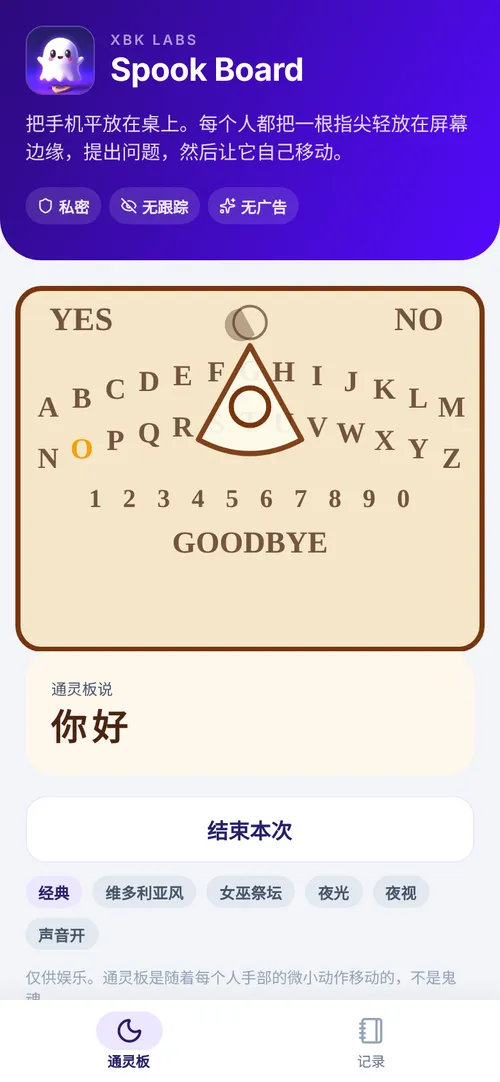 XBK LABS
Spook Board
把手机平放在桌上。每个人都把一根指尖轻放在屏幕
边缘，提出问题，然后让它自己移动。
私密 无跟踪 无广告
YES NO
A B C D E F G H I J K L M
N O P Q R S T U V W X Y Z
1 2 3 4 5 6 7 8 9 0
GOODBYE
通灵板说
你好
结束本次
经典 维多利亚风 女巫祭坛 夜光 夜视
声音开
仅供娱乐。通灵板是随着每个人手部的微小动作移动的，不是鬼
魂
通灵板 记录